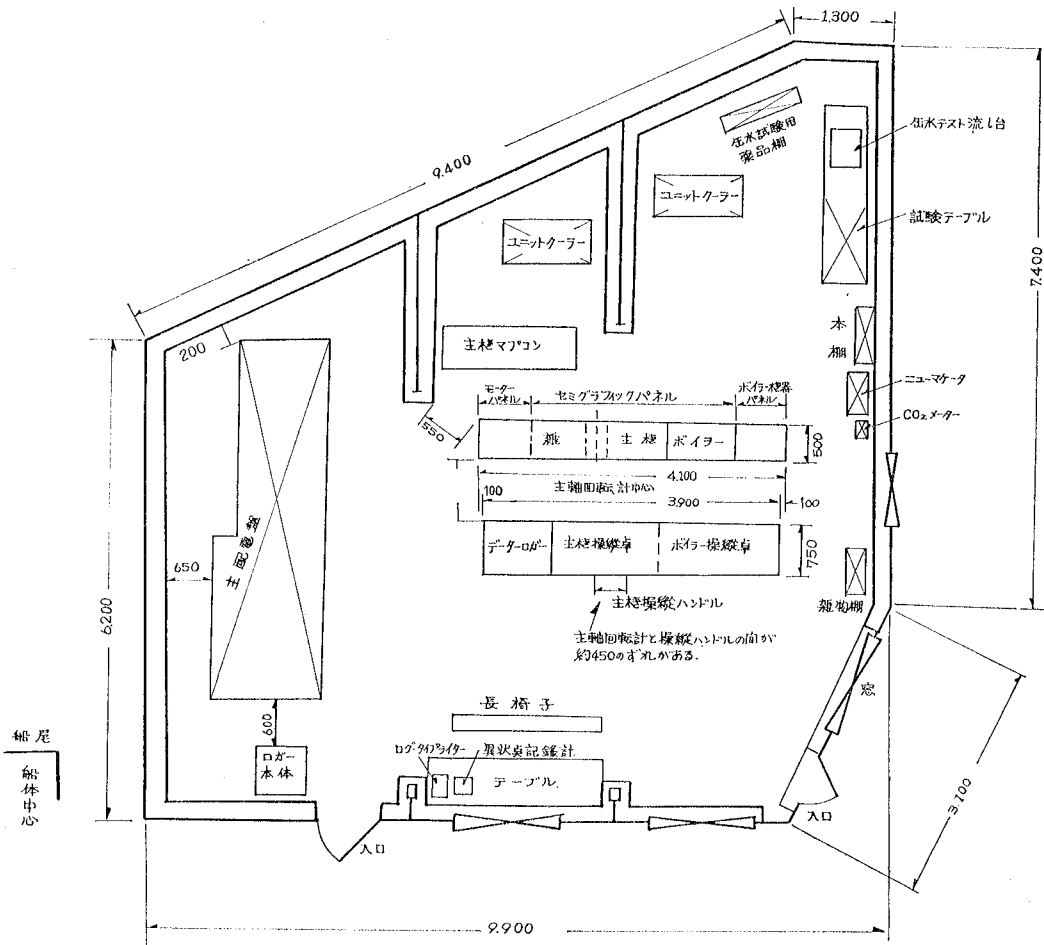 1,300
缶水テスト流し台
缶水試験用
薬品棚
9,400
ユニットクーラー
ユニットクーラー
試験テーブル
7,400
200
主機マプコン
本
棚
ニューマケータ
CO₂メーター
モーター
パネル
セミグラフィックパネル
ボイラー・機器
パネル
550
雑
主機
ボイラー
500
4,100
主軸回転計中心
100
3,900
100
データーロガー
主機操縦卓
ボイラー操縦卓
750
主配電盤
650
6,200
主機操縦ハンドル
雑物棚
主軸回転計と操縦ハンドルの間が
約450のずれがある.
窓
長椅子
600
船尾
船体中心
ロガー
本体
ログ・タイプライター
異状点記録計
テーブル
3,100
入口
入口
9,900